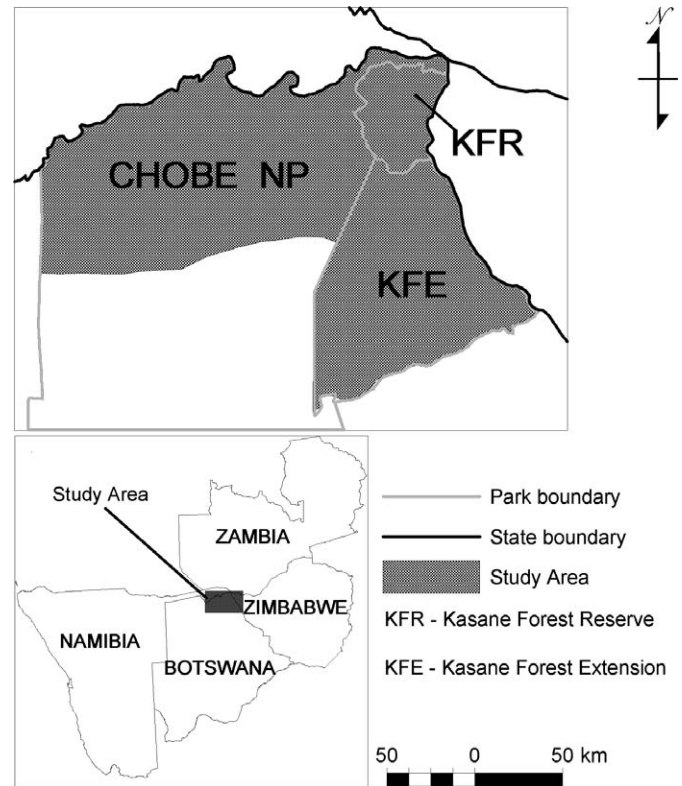 N
KFR
CHOBE NP
KFE
Study Area
ZAMBIA
ZIMBABWE
NAMIBIA
BOTSWANA
Park boundary
State boundary
Study Area
KFR - Kasane Forest Reserve
KFE - Kasane Forest Extension
50 0 50 km